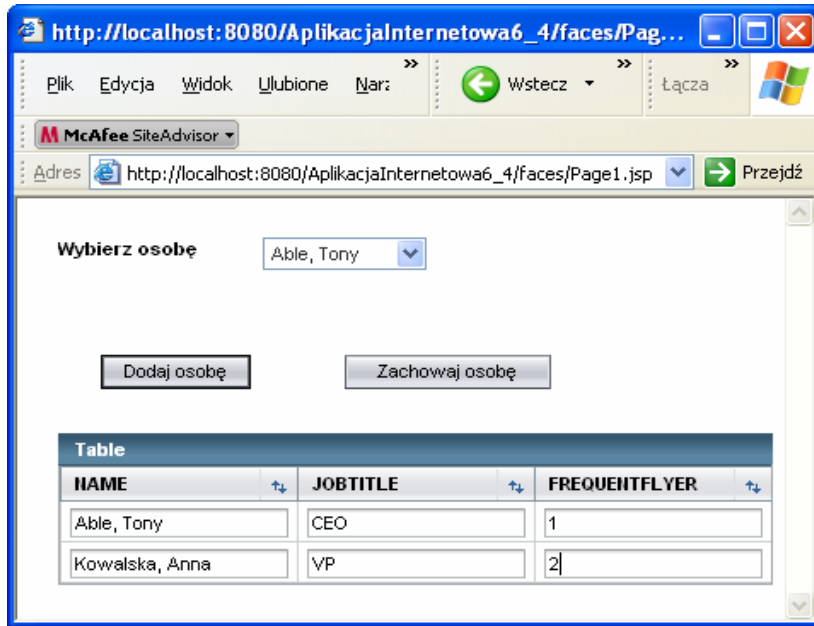 http://localhost:8080/AplikacjaInternetowa6_4/faces/Pag...
Plik Edycja Widok Ulubione Narz » Wstecz » Łącza »
McAfee SiteAdvisor
Adres http://localhost:8080/AplikacjaInternetowa6_4/faces/Page1.jsp Przejdź
Wybierz osobę Able, Tony
Dodaj osobę Zachowaj osobę
Table
NAME JOBTITLE FREQUENTFLYER
Able, Tony CEO 1
Kowalska, Anna VP 2